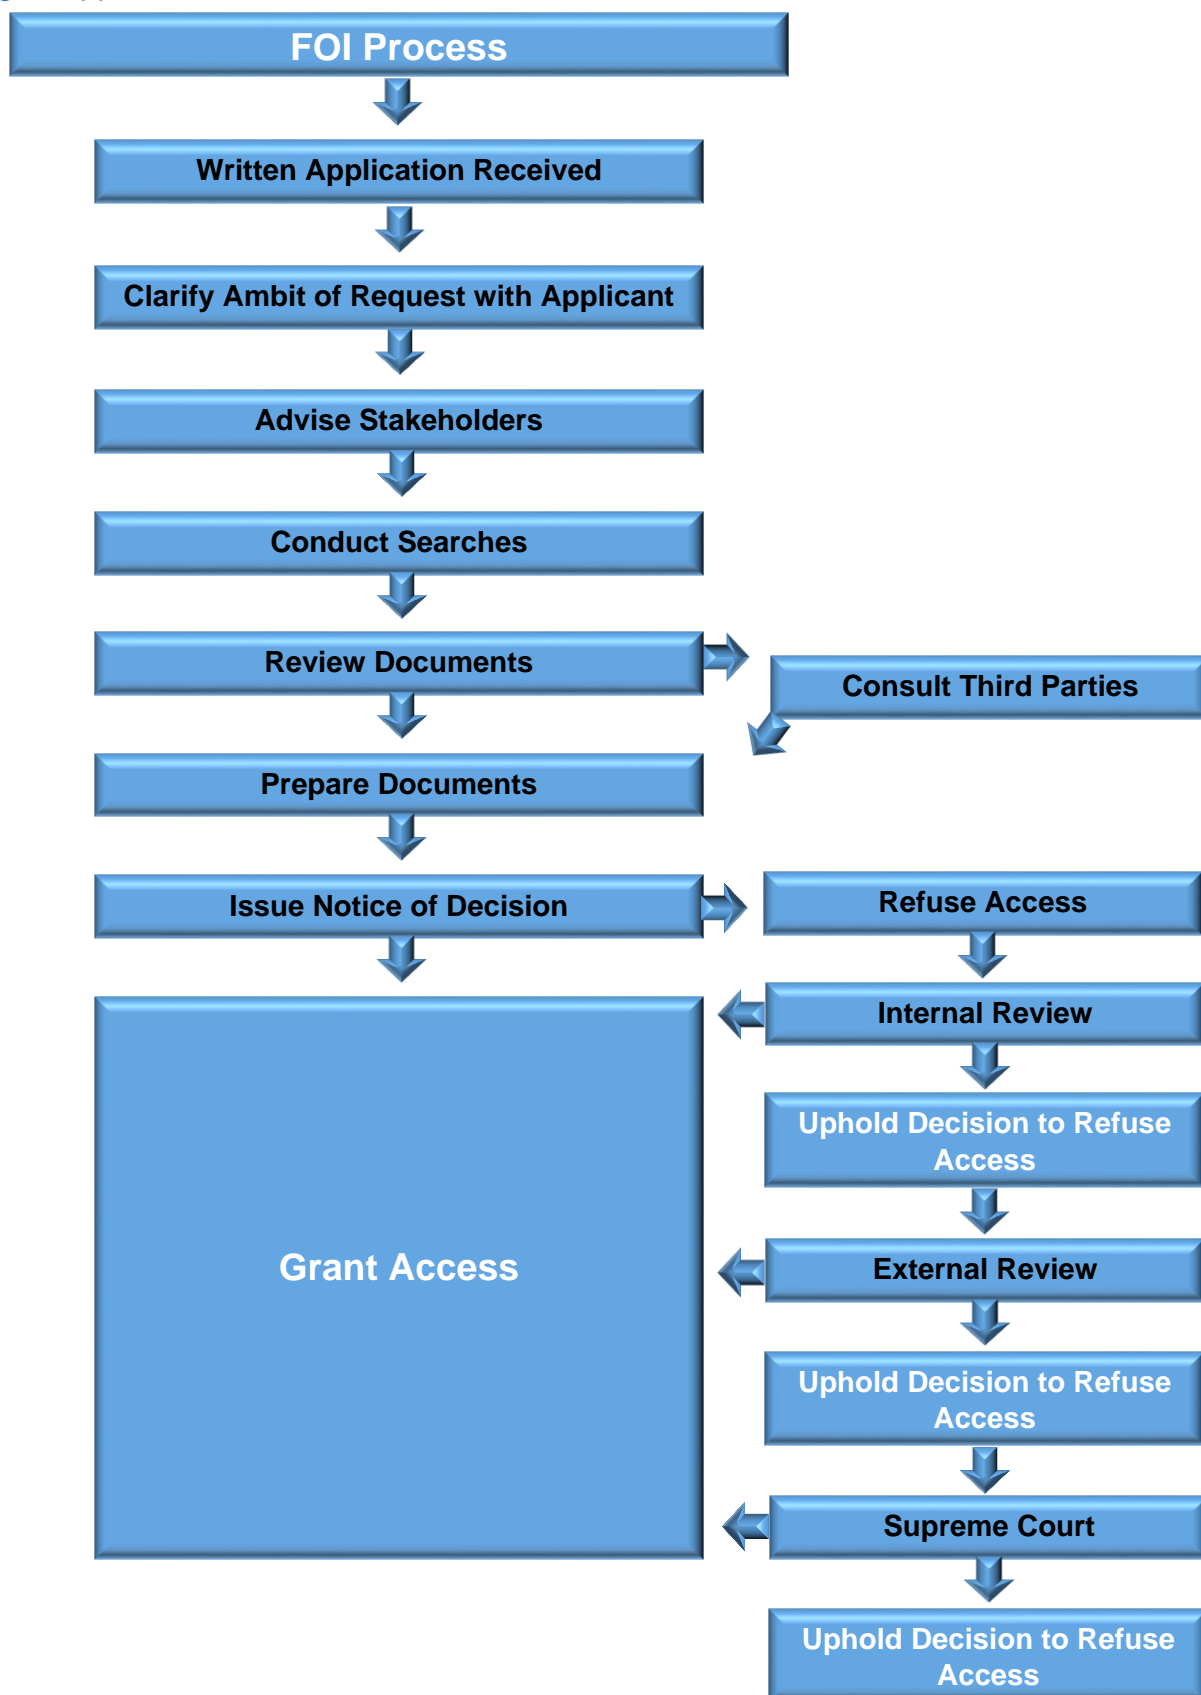 FOI Process
Written Application Received
Clarify Ambit of Request with Applicant
Advise Stakeholders
Conduct Searches
Review Documents
Consult Third Parties
Prepare Documents
Issue Notice of Decision
Refuse Access
Internal Review
Uphold Decision to Refuse
Access
Grant Access
External Review
Uphold Decision to Refuse
Access
Supreme Court
Uphold Decision to Refuse
Access